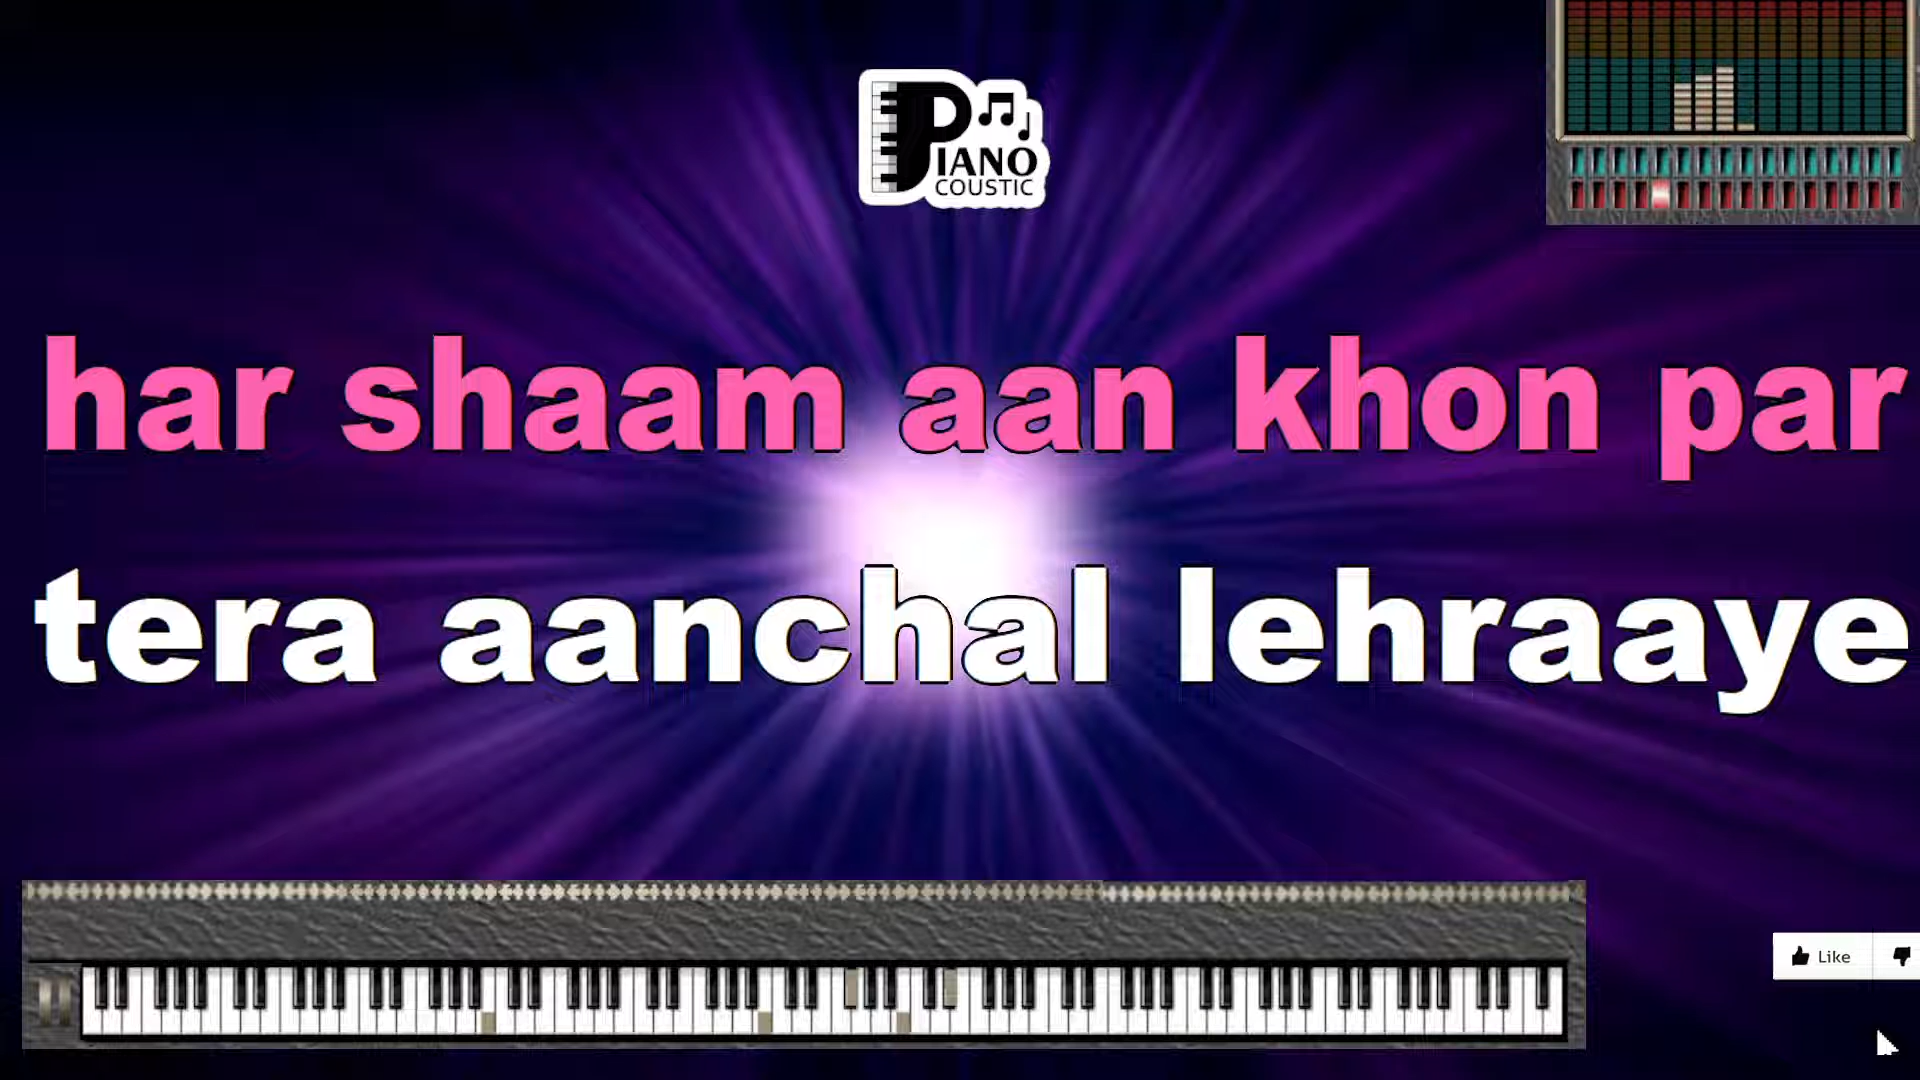 PIANO
COUSTIC
har shaam aan khon par
tera aanchal lehraaye
Like